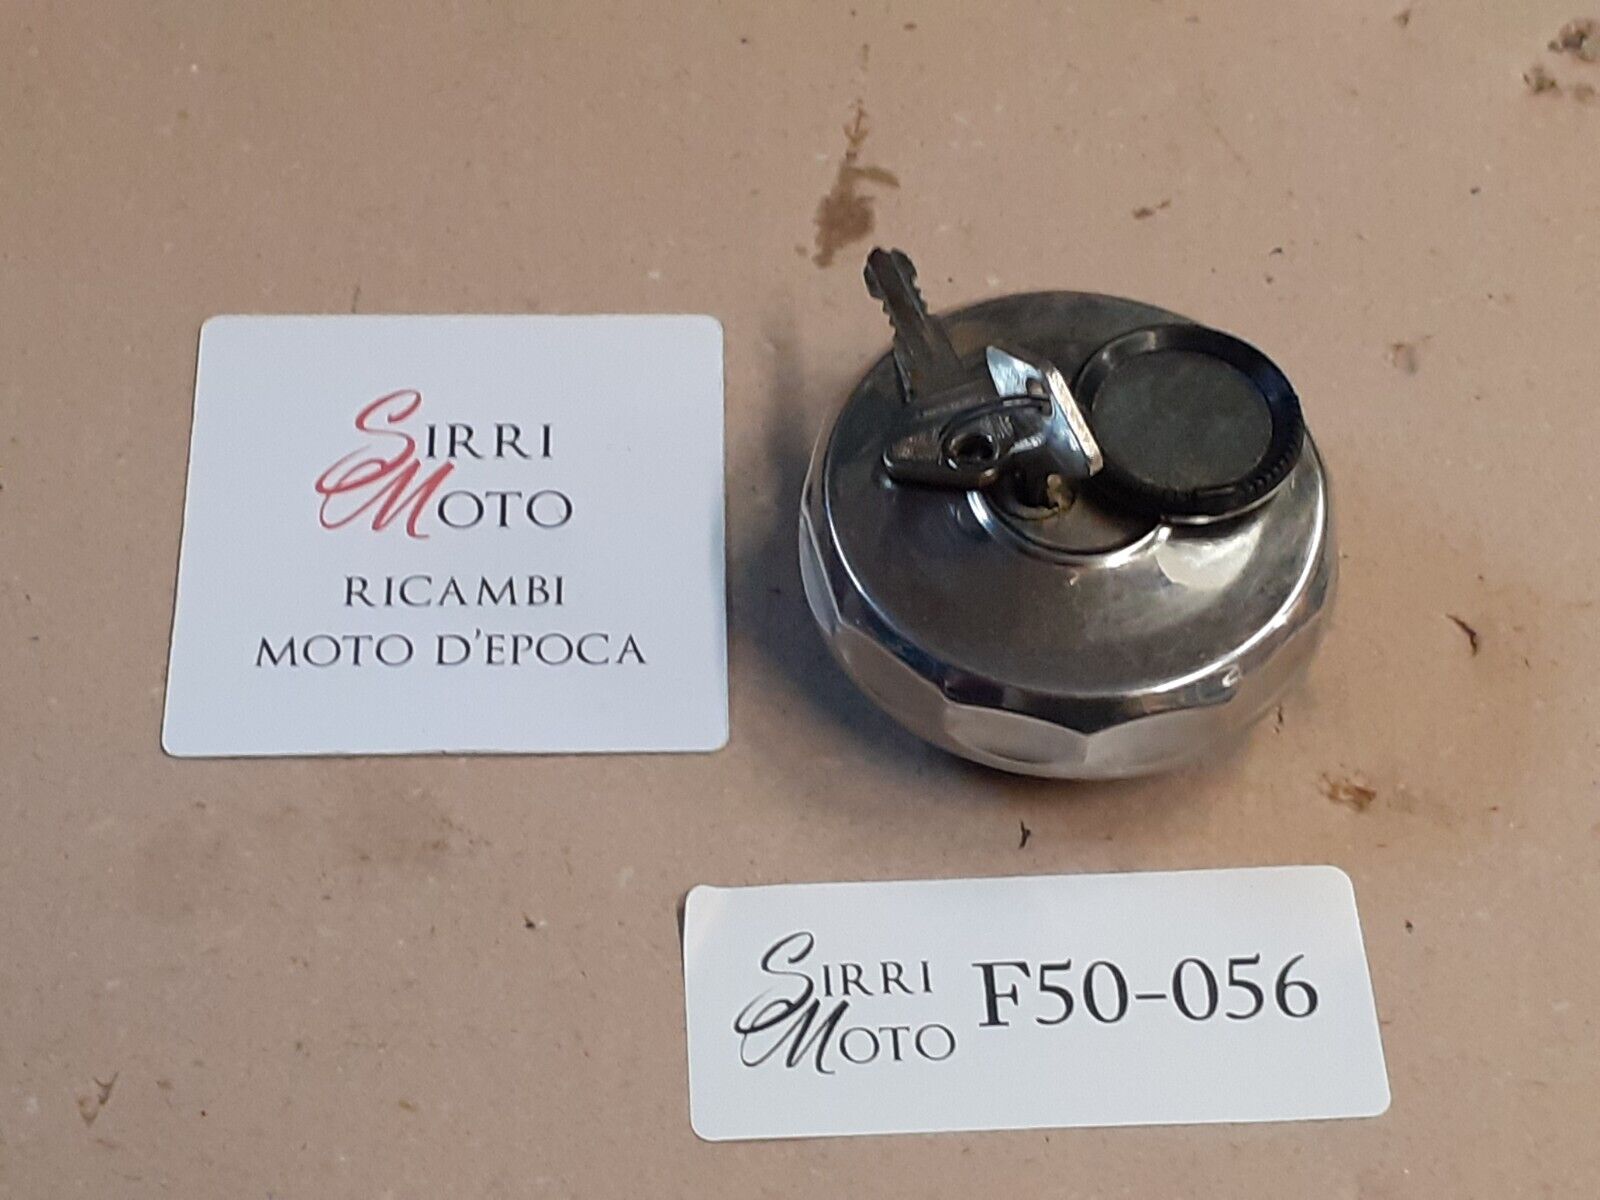 SIRRI
MOTO
RICAMBI
MOTO D'EPOCA
SIRRI
MOTO
F50-056